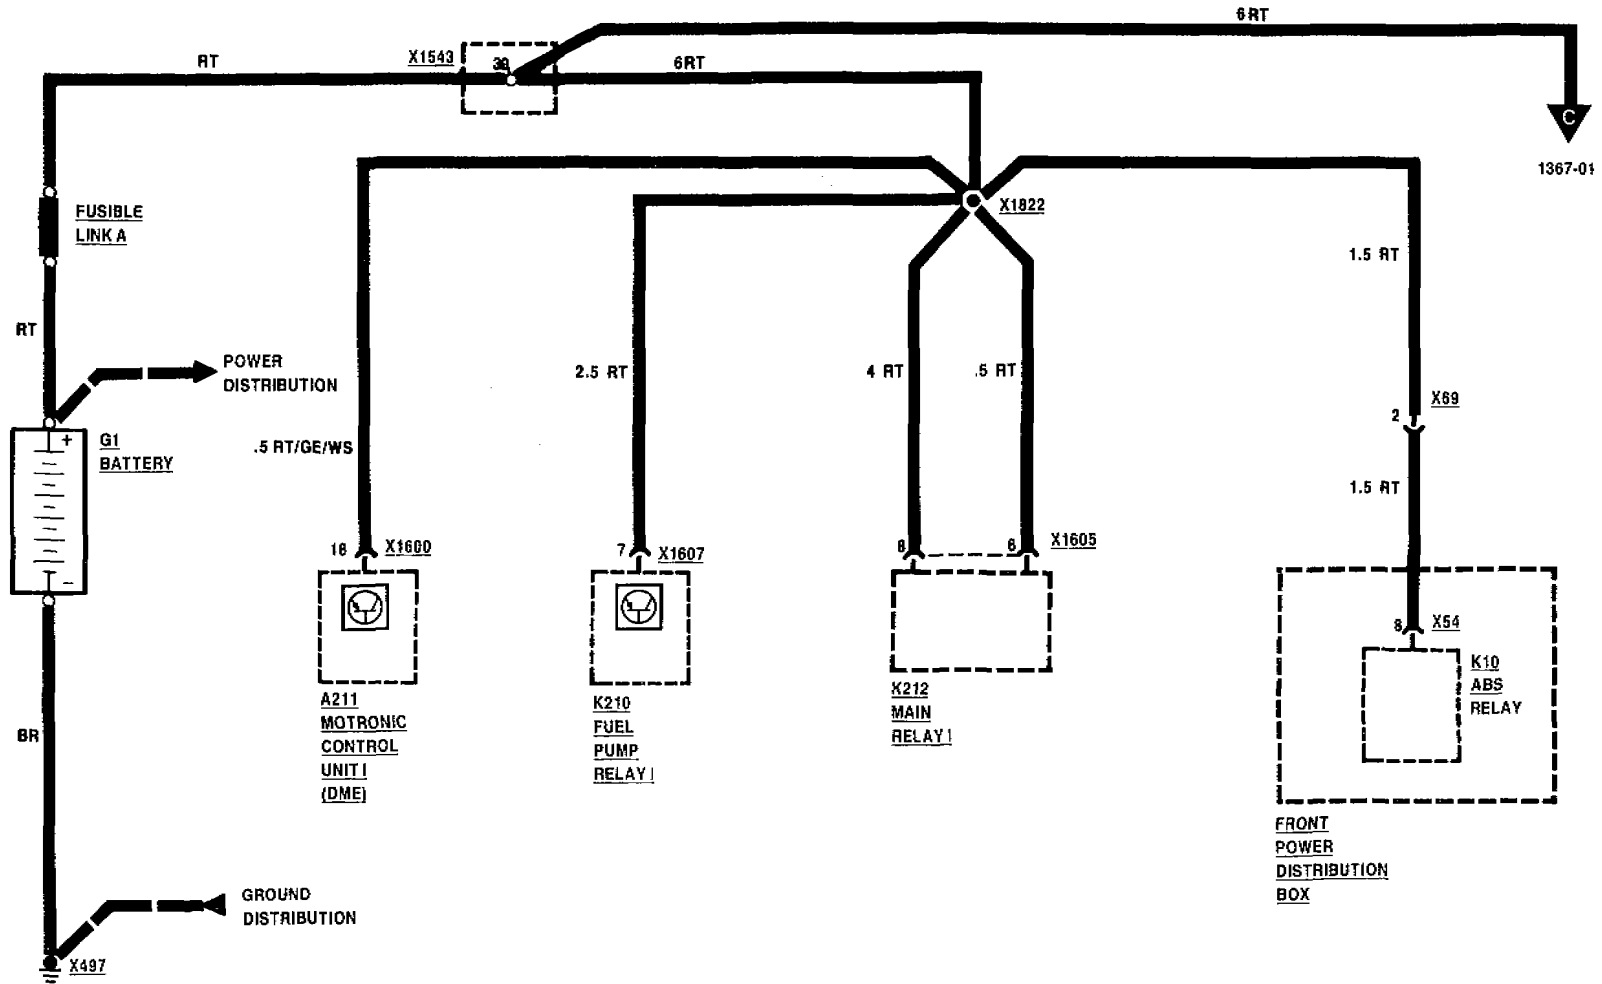 6RT
RT
X1543
30
6RT
C
1367-01
FUSIBLE
LINK A
X1822
1.5 RT
RT
POWER
DISTRIBUTION
2.5 RT
4 RT
.5 RT
X69
2
+
G1
BATTERY
.5 RT/GE/WS
1.5 RT
18
X1600
7
X1607
8
6
X1605
-
8
X54
K10
ABS
RELAY
A211
MOTRONIC
CONTROL
UNIT I
(DME)
K210
FUEL
PUMP
RELAY I
K212
MAIN
RELAY I
BR
FRONT
POWER
DISTRIBUTION
BOX
GROUND
DISTRIBUTION
X497